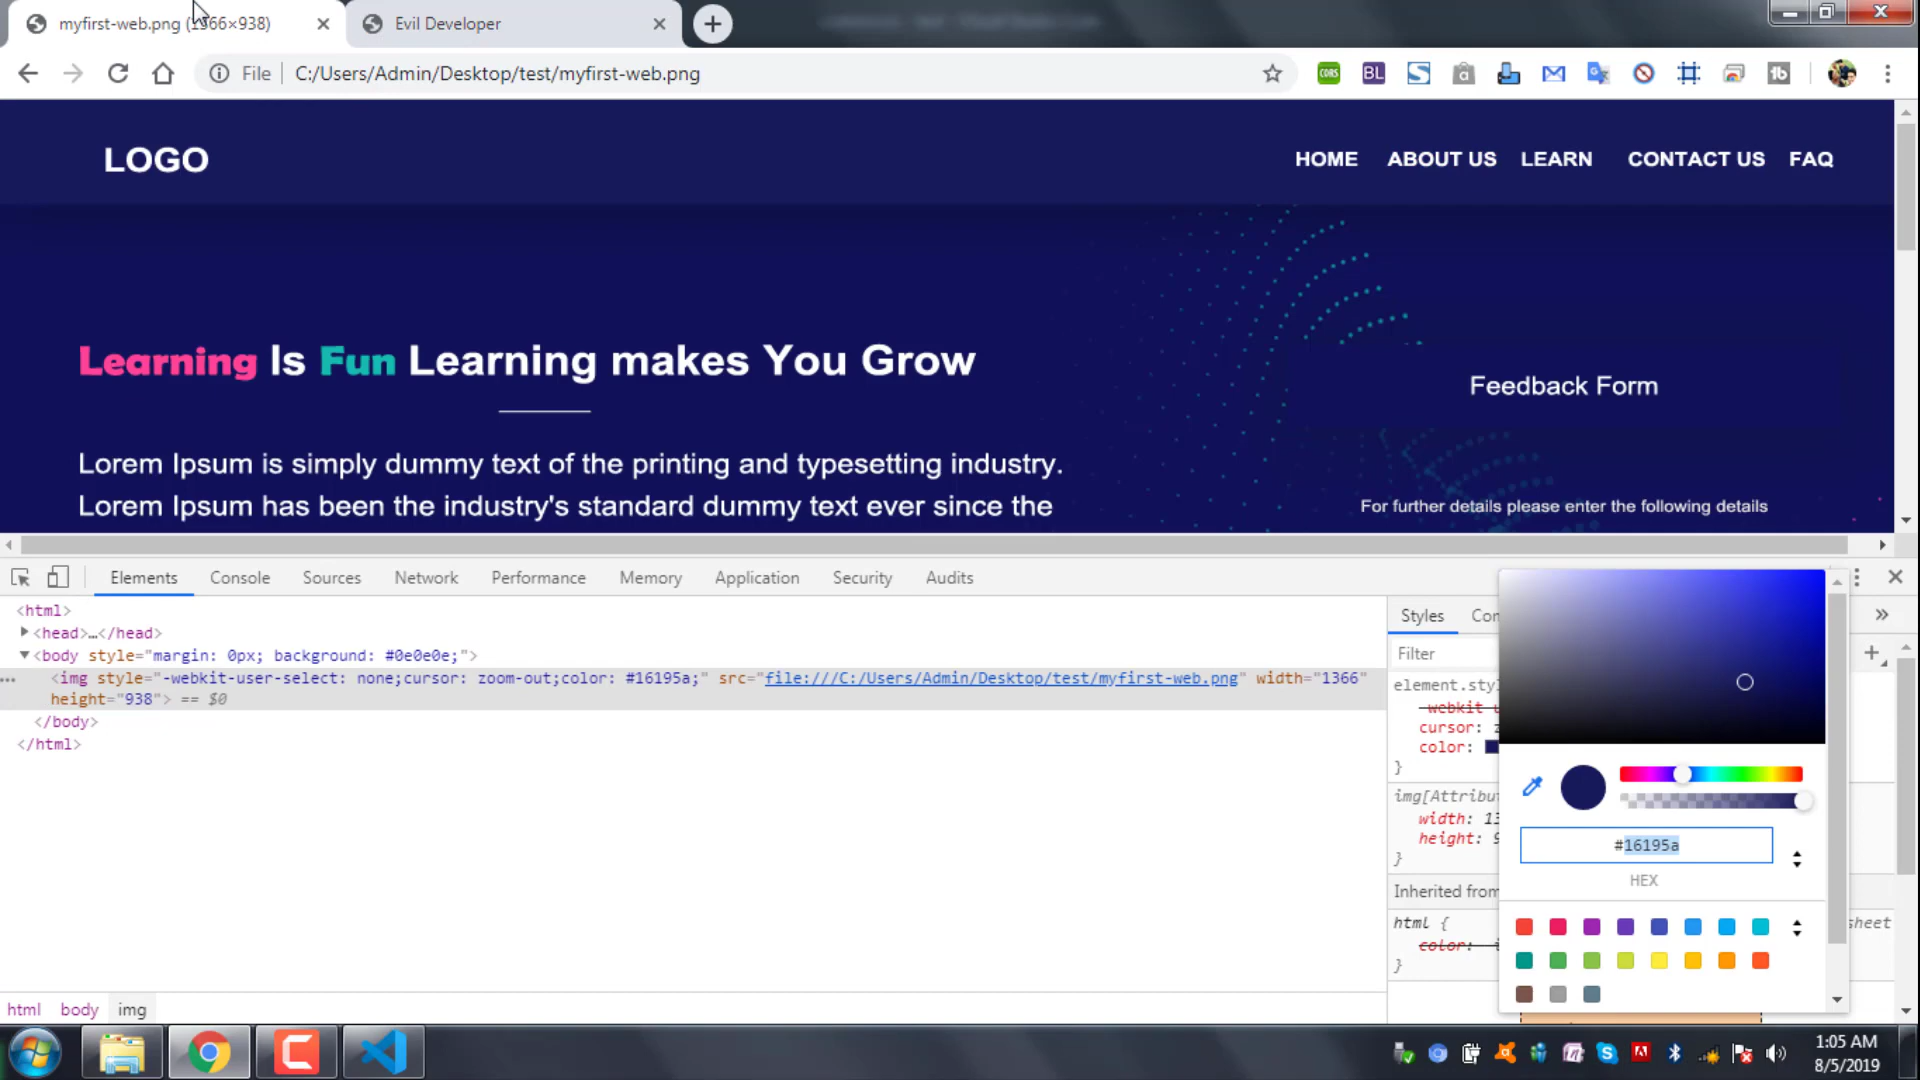 myfirst-web.png (1366×938)
Evil Developer
File
C:/Users/Admin/Desktop/test/myfirst-web.png
CORS
BL
LOGO
HOME ABOUT US LEARN CONTACT US FAQ
Learning Is Fun Learning makes You Grow
Lorem Ipsum is simply dummy text of the printing and typesetting industry.
Lorem Ipsum has been the industry's standard dummy text ever since the
Feedback Form
For further details please enter the following details
Elements Console Sources Network Performance Memory Application Security Audits
<html>
<head>…</head>
<body style="margin: 0px; background: #0e0e0e;">
<img style="-webkit-user-select: none;cursor: zoom-out;color: #16195a;" src="file:///C:/Users/Admin/Desktop/test/myfirst-web.png" width="1366"
height="938"> == $0
</body>
</html>
html body img
Styles Con
Filter
element.sty
-webkit-u
cursor: z
color:
}
img[Attribu
width: 13
height: 9
}
Inherited from
html {
sheet
color: -i
}
#16195a
HEX
1:05 AM
8/5/2019